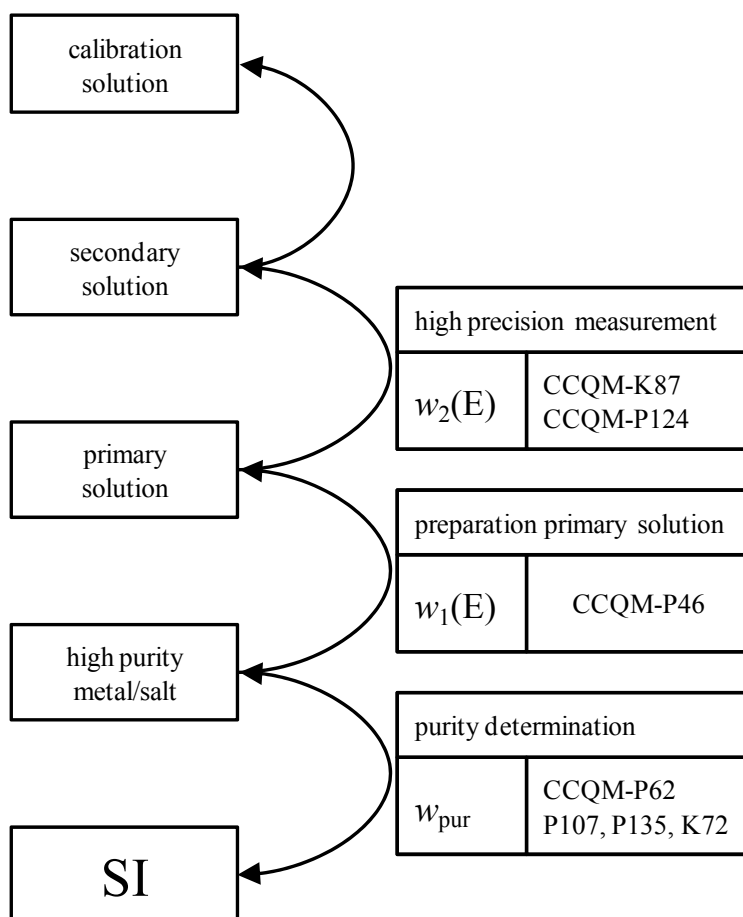 calibration
solution
secondary
solution
high precision measurement
w₂(E)
CCQM-K87
CCQM-P124
primary
solution
preparation primary solution
w₁(E)
CCQM-P46
high purity
metal/salt
purity determination
w_pur
CCQM-P62
P107, P135, K72
SI